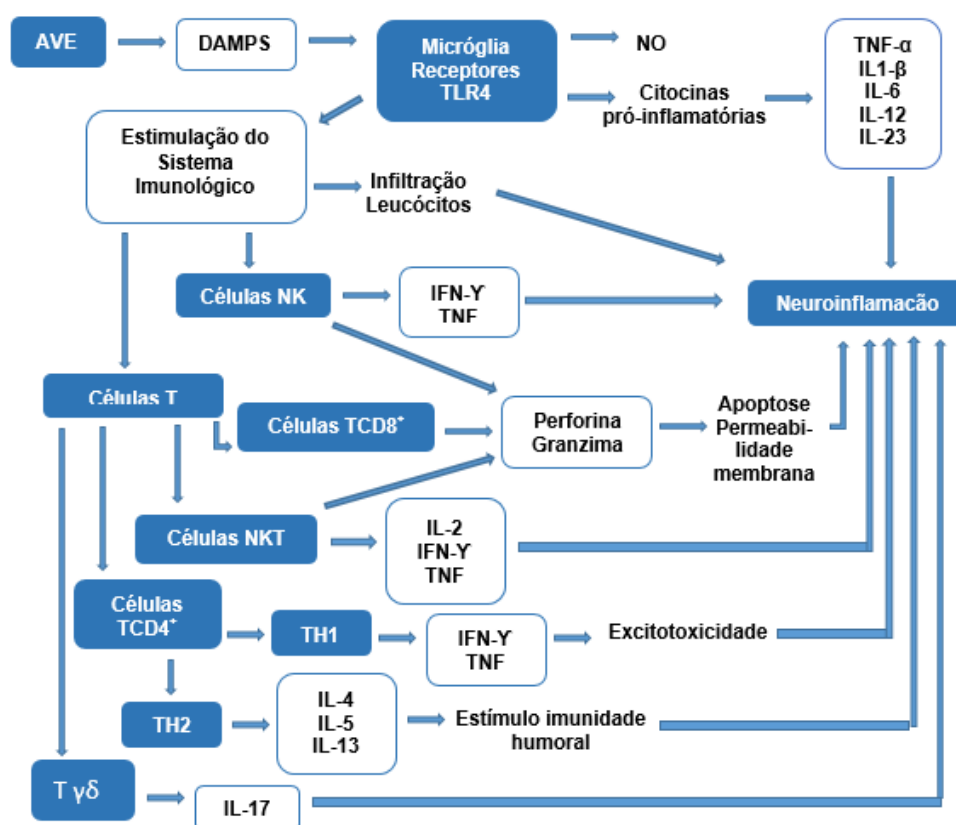 AVE
DAMPS
Micróglia
Receptores
TLR4
NO
Citocinas
pró-inflamatórias
TNF-α
IL1-β
IL-6
IL-12
IL-23
Estimulação do
Sistema
Imunológico
Infiltração
Leucócitos
Células NK
IFN-ϒ
TNF
Neuroinflamacão
Células T
Células TCD8⁺
Perforina
Granzima
Apoptose
Permeabi-
lidade
membrana
Células NKT
IL-2
IFN-ϒ
TNF
Células
TCD4⁺
TH1
IFN-ϒ
TNF
Excitotoxicidade
TH2
IL-4
IL-5
IL-13
Estímulo imunidade
humoral
T γδ
IL-17